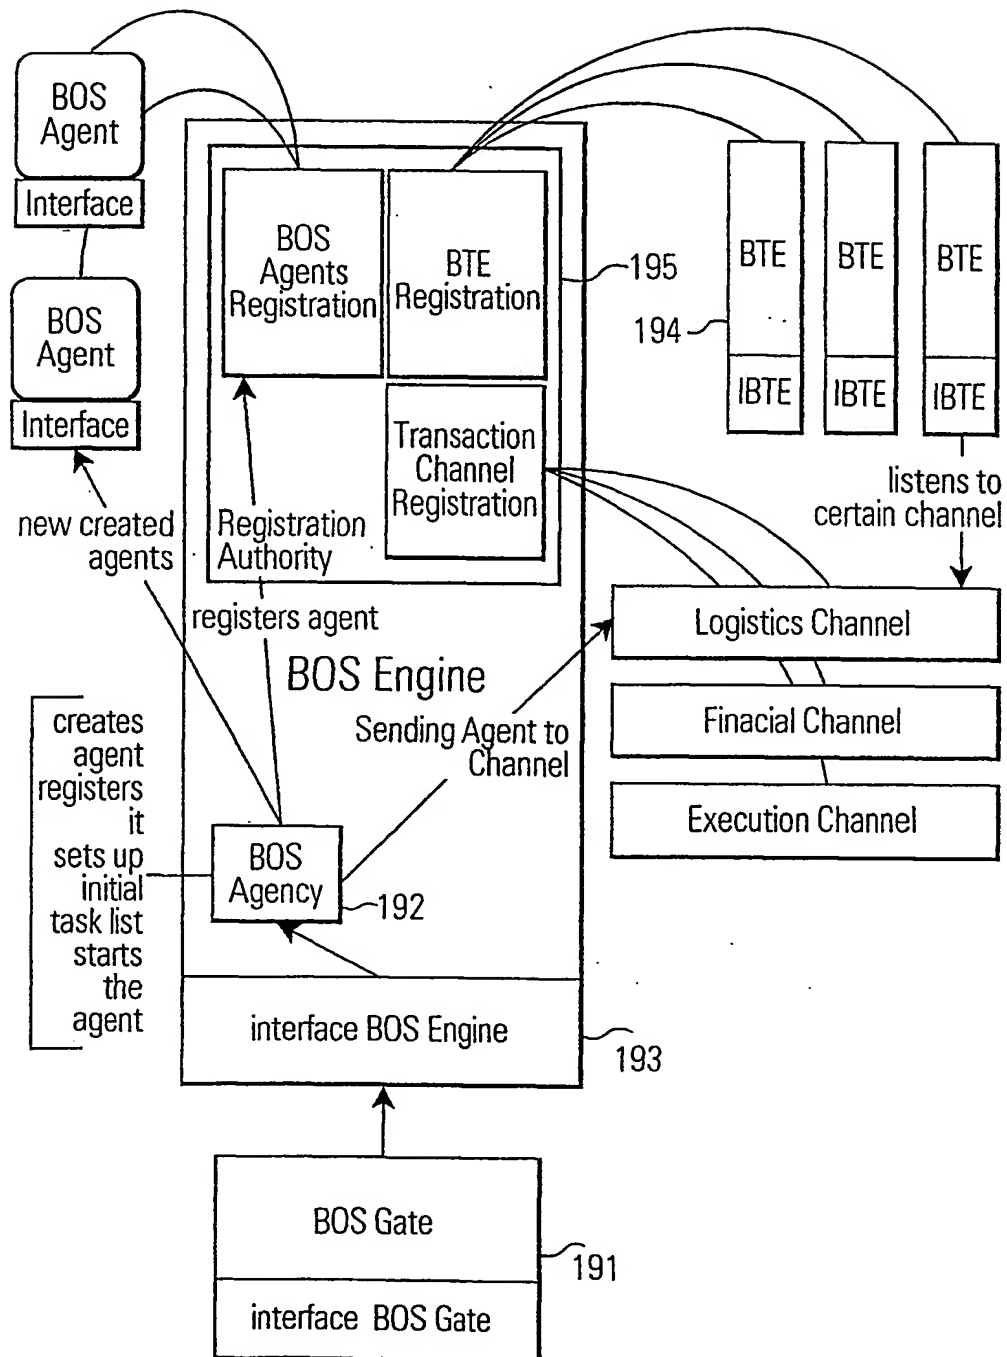 BOS
Agent
Interface
BOS
Agent
Interface
new created
agents
BOS
Agents
Registration
BTE
Registration
Transaction
Channel
Registration
Registration
Authority
registers agent
BOS Engine
Sending Agent to
Channel
195
194
BTE
IBTE
BTE
IBTE
BTE
IBTE
listens to
certain channel
Logistics Channel
Finacial Channel
Execution Channel
creates
agent
registers
it
sets up
initial
task list
starts
the
agent
BOS
Agency
192
interface BOS Engine
193
BOS Gate
191
interface BOS Gate